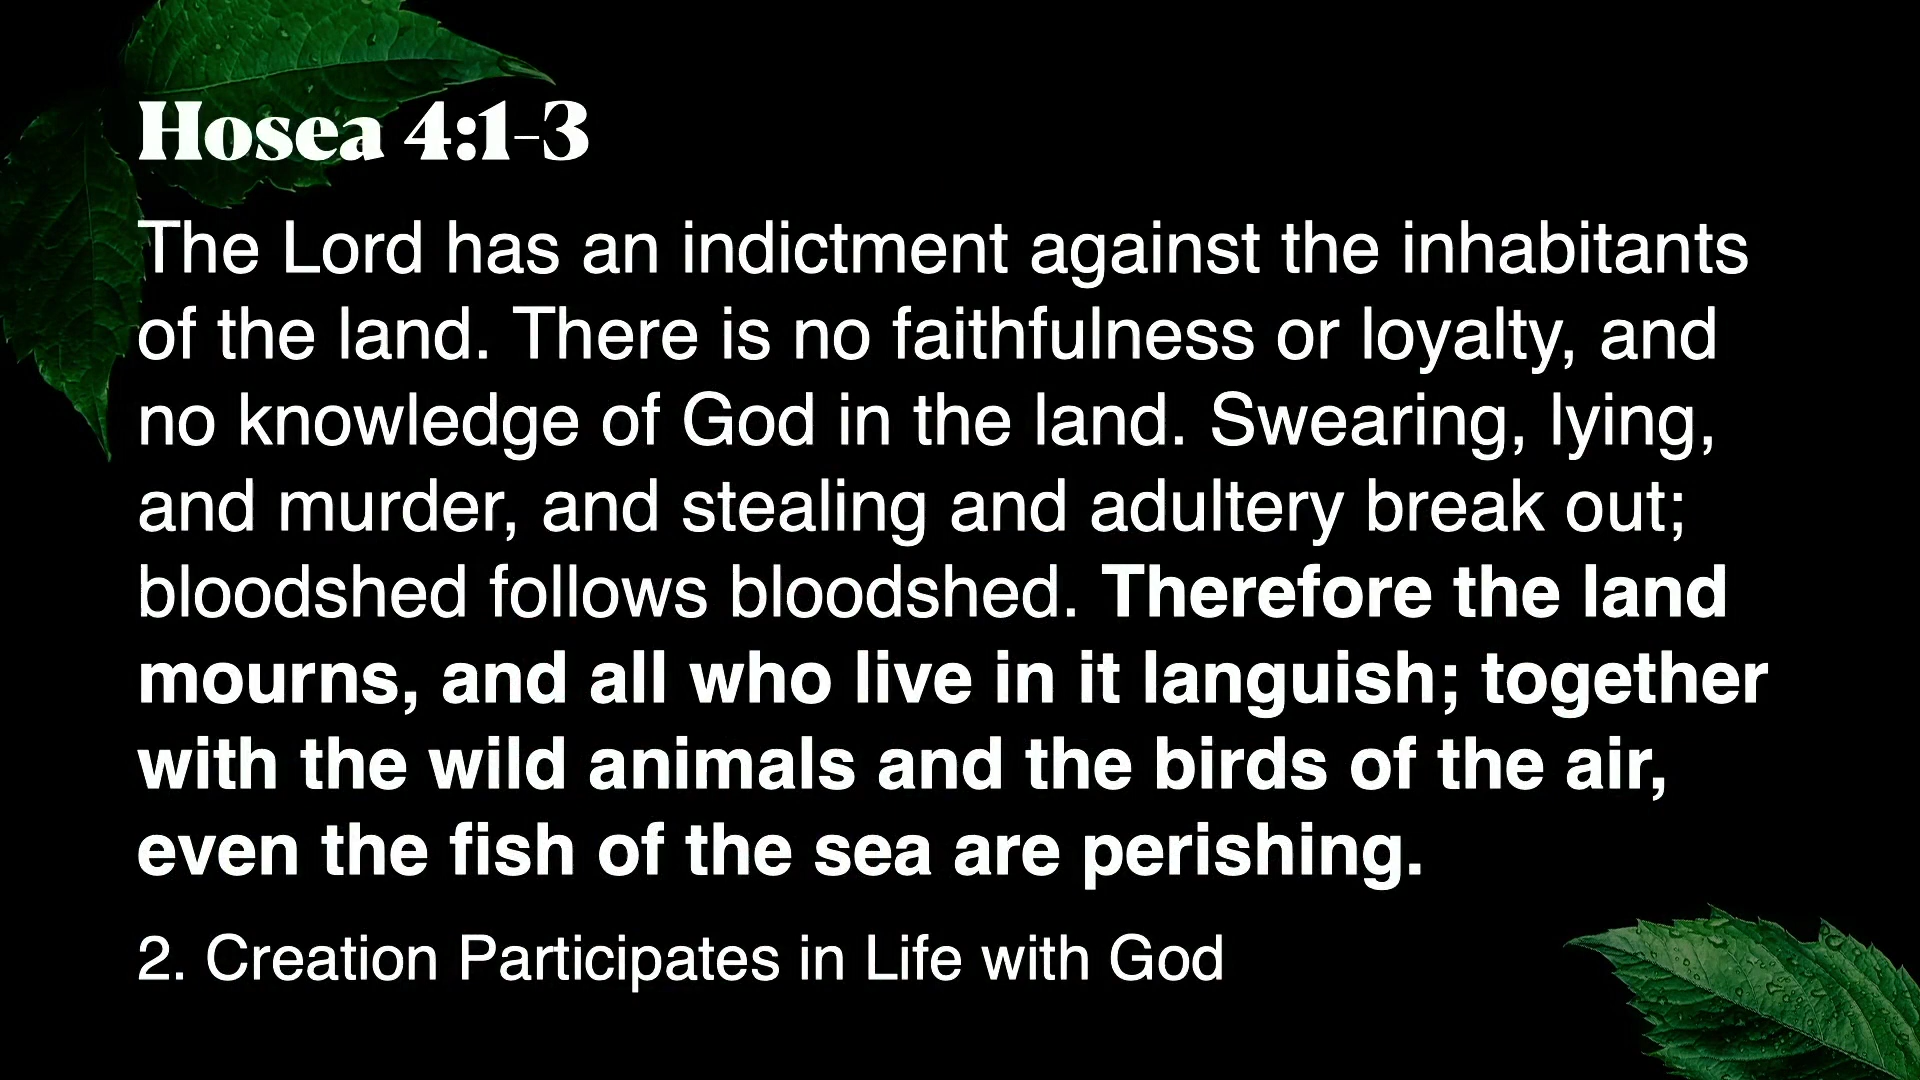 Hosea 4:1-3
The Lord has an indictment against the inhabitants
of the land. There is no faithfulness or loyalty, and
no knowledge of God in the land. Swearing, lying,
and murder, and stealing and adultery break out;
bloodshed follows bloodshed. Therefore the land
mourns, and all who live in it languish; together
with the wild animals and the birds of the air,
even the fish of the sea are perishing.
2. Creation Participates in Life with God